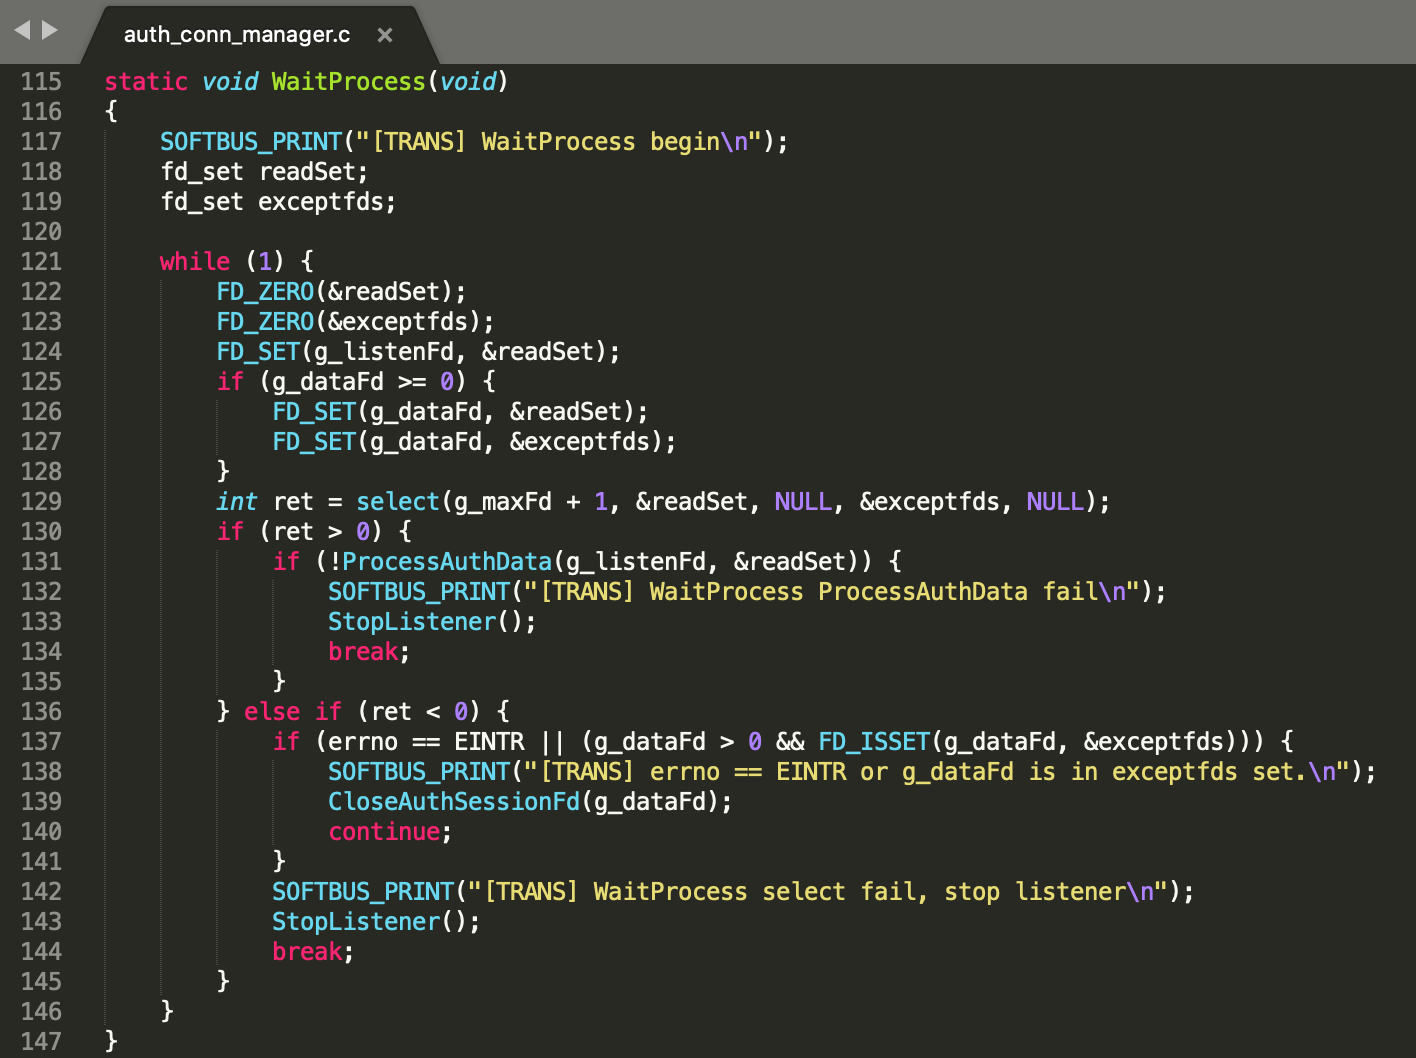 auth_conn_manager.c ×
115 static void WaitProcess(void)
116 {
117     SOFTBUS_PRINT("[TRANS] WaitProcess begin\n");
118     fd_set readSet;
119     fd_set exceptfds;
120
121     while (1) {
122         FD_ZERO(&readSet);
123         FD_ZERO(&exceptfds);
124         FD_SET(g_listenFd, &readSet);
125         if (g_dataFd >= 0) {
126             FD_SET(g_dataFd, &readSet);
127             FD_SET(g_dataFd, &exceptfds);
128         }
129         int ret = select(g_maxFd + 1, &readSet, NULL, &exceptfds, NULL);
130         if (ret > 0) {
131             if (!ProcessAuthData(g_listenFd, &readSet)) {
132                 SOFTBUS_PRINT("[TRANS] WaitProcess ProcessAuthData fail\n");
133                 StopListener();
134                 break;
135             }
136         } else if (ret < 0) {
137             if (errno == EINTR || (g_dataFd > 0 && FD_ISSET(g_dataFd, &exceptfds))) {
138                 SOFTBUS_PRINT("[TRANS] errno == EINTR or g_dataFd is in exceptfds set.\n");
139                 CloseAuthSessionFd(g_dataFd);
140                 continue;
141             }
142             SOFTBUS_PRINT("[TRANS] WaitProcess select fail, stop listener\n");
143             StopListener();
144             break;
145         }
146     }
147 }